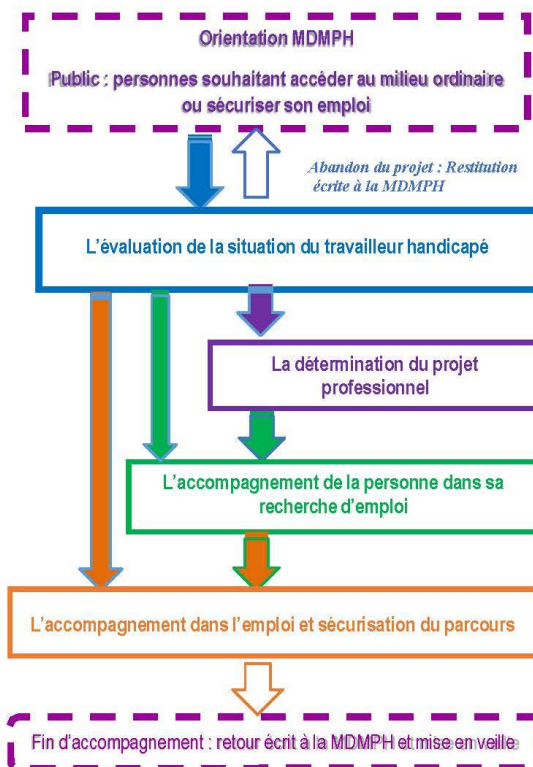 Orientation MDMPH
Public : personnes souhaitant accéder au milieu ordinaire
ou sécuriser son emploi
Abandon du projet : Restitution
écrite à la MDMPH
L'évaluation de la situation du travailleur handicapé
La détermination du projet
professionnel
L'accompagnement de la personne dans sa
recherche d'emploi
L'accompagnement dans l'emploi et sécurisation du parcours
Fin d'accompagnement : retour écrit à la MDMPH et mise en veille